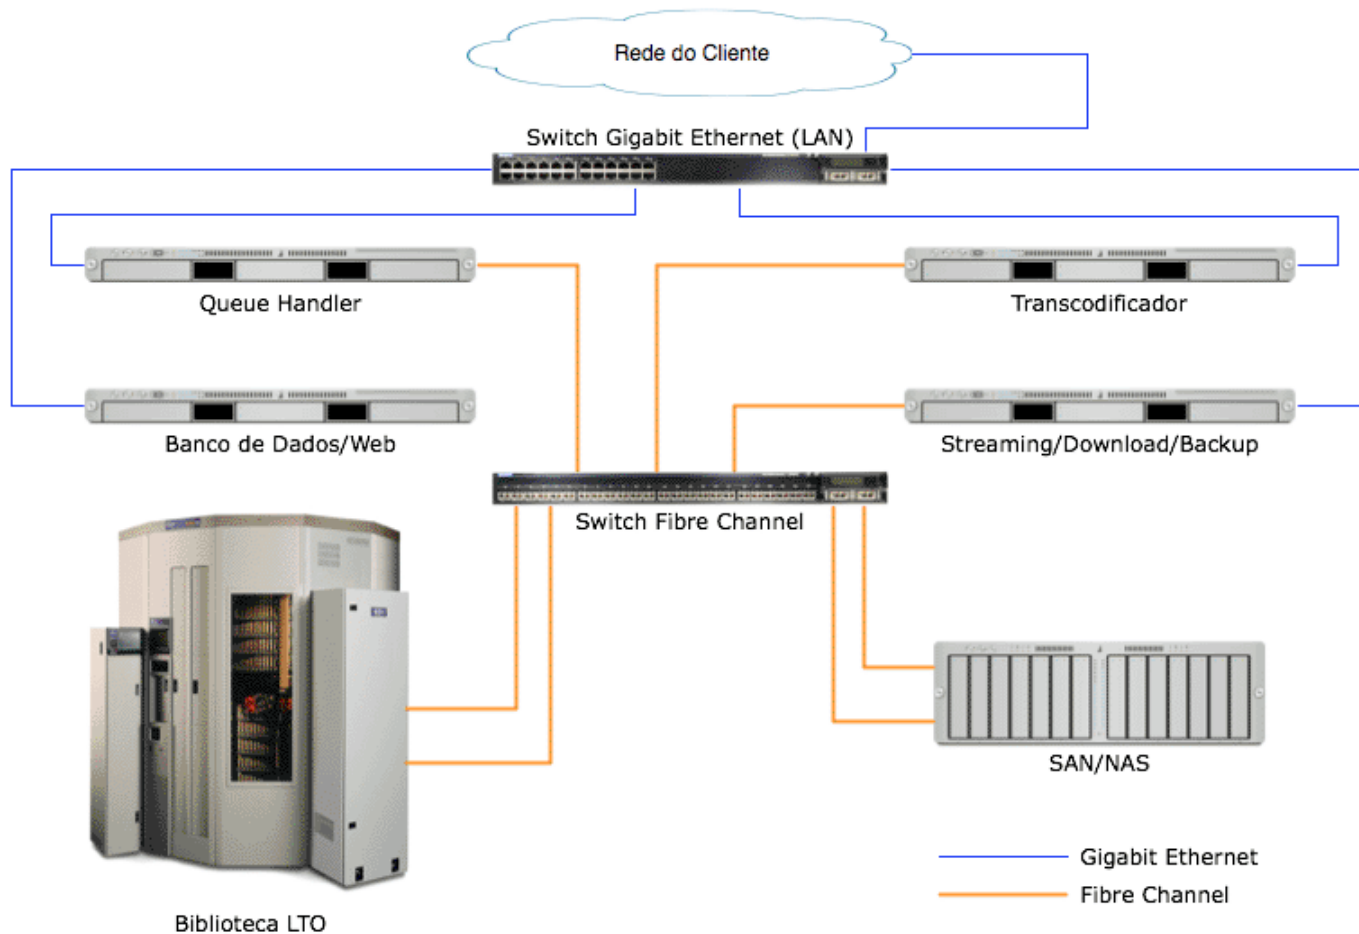 Rede do Cliente
Switch Gigabit Ethernet (LAN)
Queue Handler
Transcodificador
Banco de Dados/Web
Streaming/Download/Backup
Switch Fibre Channel
SAN/NAS
Gigabit Ethernet
Fibre Channel
Biblioteca LTO